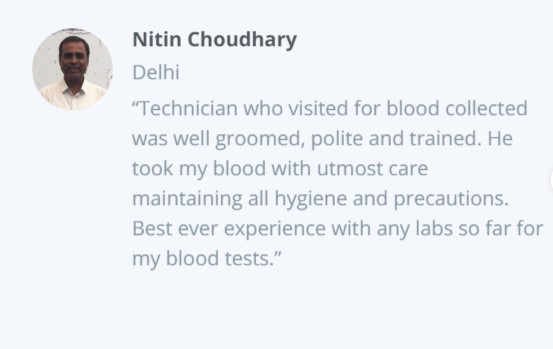 Nitin Choudhary
Delhi
“Technician who visited for blood collected
was well groomed, polite and trained. He
took my blood with utmost care
maintaining all hygiene and precautions.
Best ever experience with any labs so far for
my blood tests.”